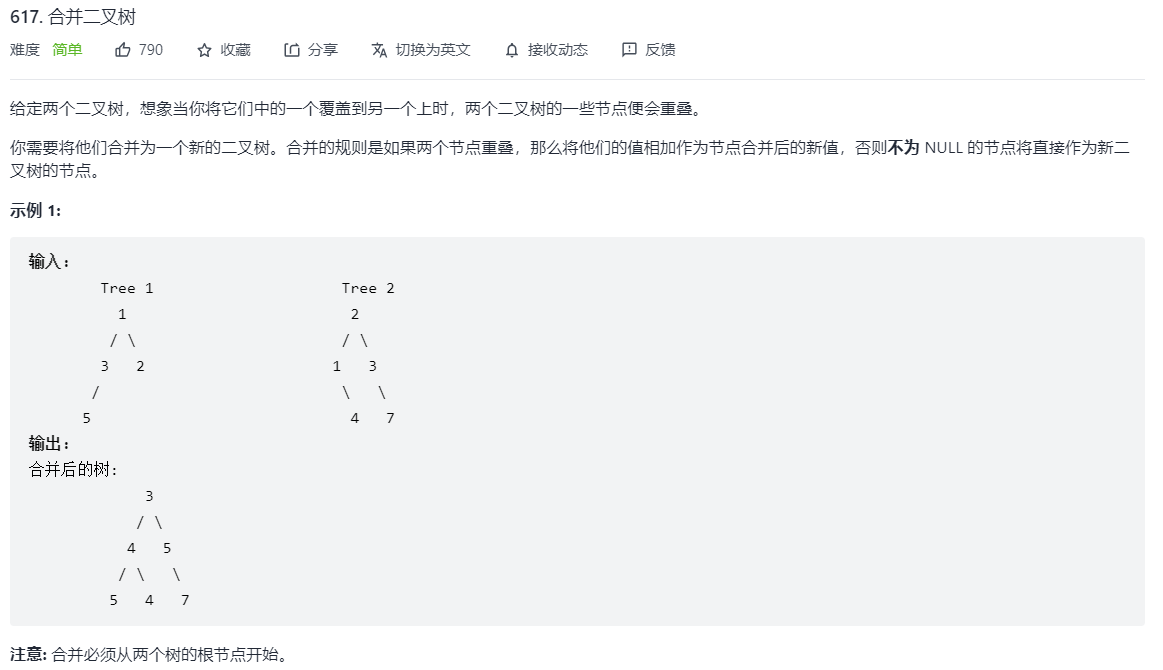 617. 合并二叉树
难度 简单 790 收藏 分享 切换为英文 接收动态 反馈
给定两个二叉树，想象当你将它们中的一个覆盖到另一个上时，两个二叉树的一些节点便会重叠。
你需要将他们合并为一个新的二叉树。合并的规则是如果两个节点重叠，那么将他们的值相加作为节点合并后的新值，否则不为 NULL 的节点将直接作为新二
叉树的节点。
示例 1:
输入:
Tree 1 Tree 2
1 2
/ \ / \
3 2 1 3
/ \ \
5 4 7
输出:
合并后的树:
3
/ \
4 5
/ \ \
5 4 7
注意: 合并必须从两个树的根节点开始。